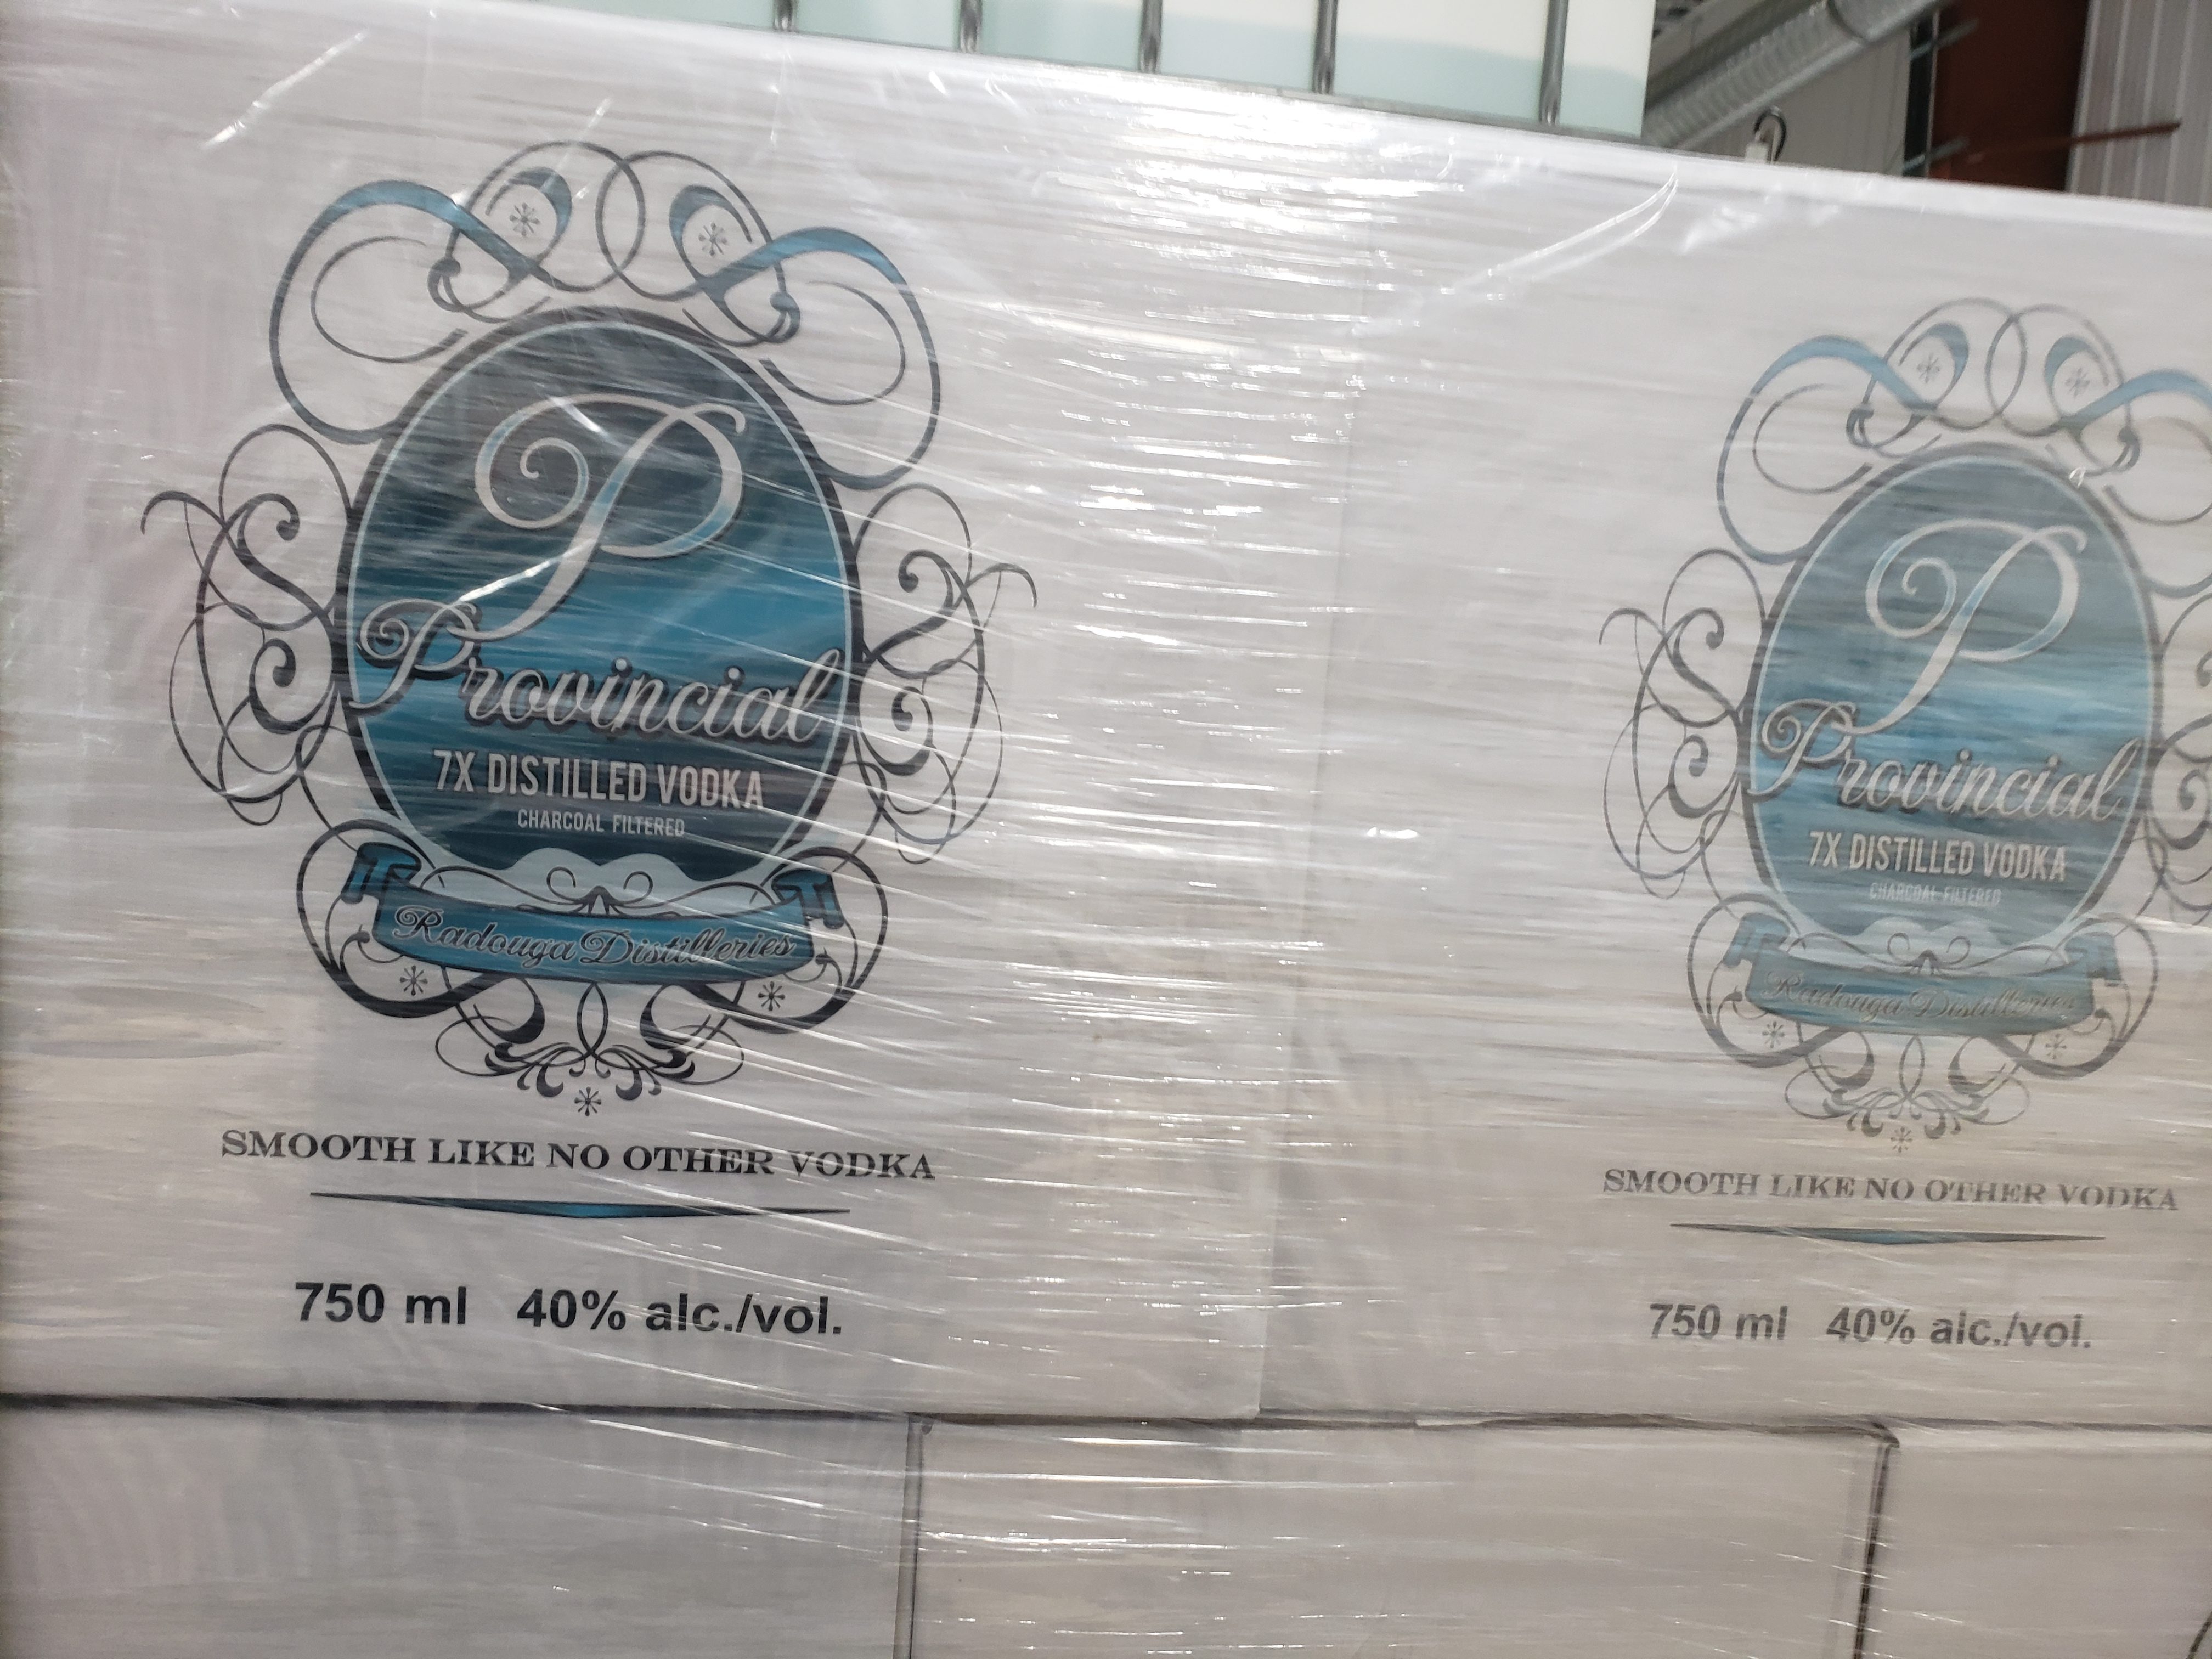 P
Provincial
7X DISTILLED VODKA
CHARCOAL FILTERED
Radouga Distilleries
SMOOTH LIKE NO OTHER VODKA
750 ml 40% alc./vol.
P
Provincial
7X DISTILLED VODKA
CHARCOAL FILTERED
Radouga Distilleries
SMOOTH LIKE NO OTHER VODKA
750 ml 40% alc./vol.